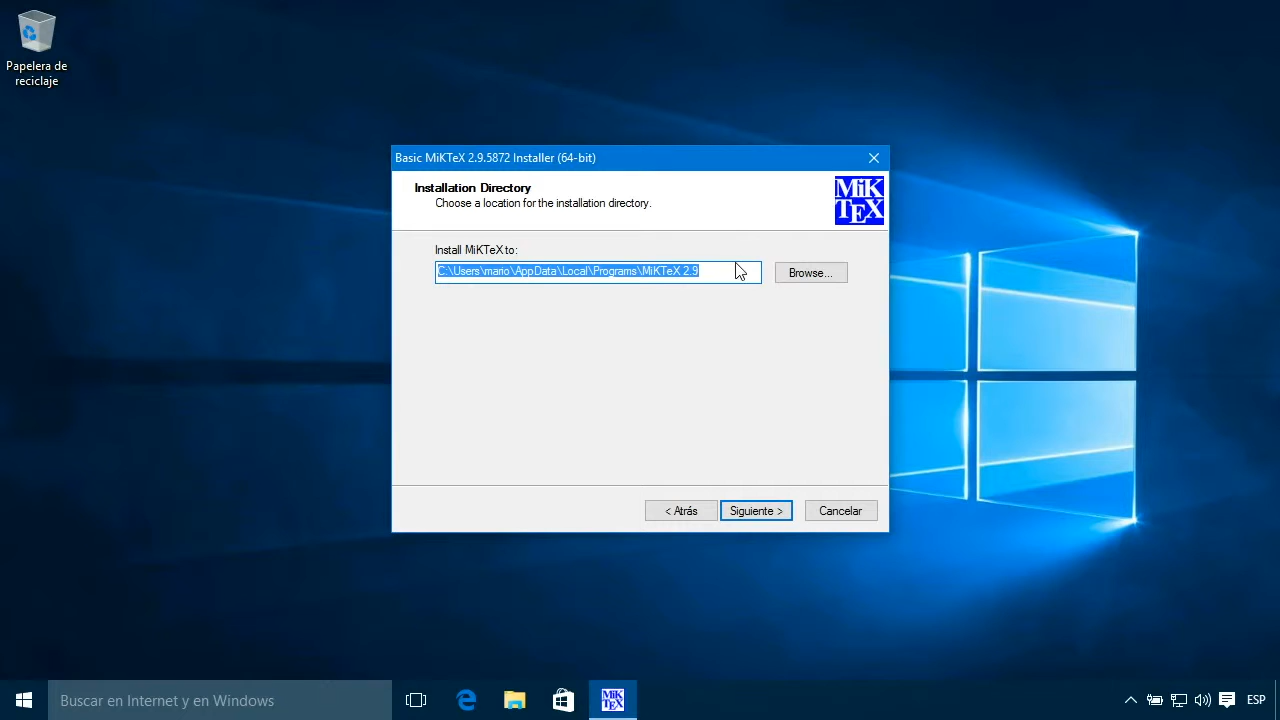 Papelera de
reciclaje
Basic MiKTeX 2.9.5872 Installer (64-bit)
Installation Directory
Choose a location for the installation directory.
MiK
TEX
Install MiKTeX to:
C:\Users\mario\AppData\Local\Programs\MiKTeX 2.9
Browse...
< Atrás
Siguiente >
Cancelar
Buscar en Internet y en Windows
MiK
TEX
ESP